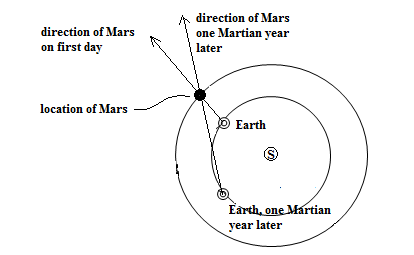 direction of Mars
on first day
direction of Mars
one Martian year
later
location of Mars
Earth
S
Earth, one Martian
year later